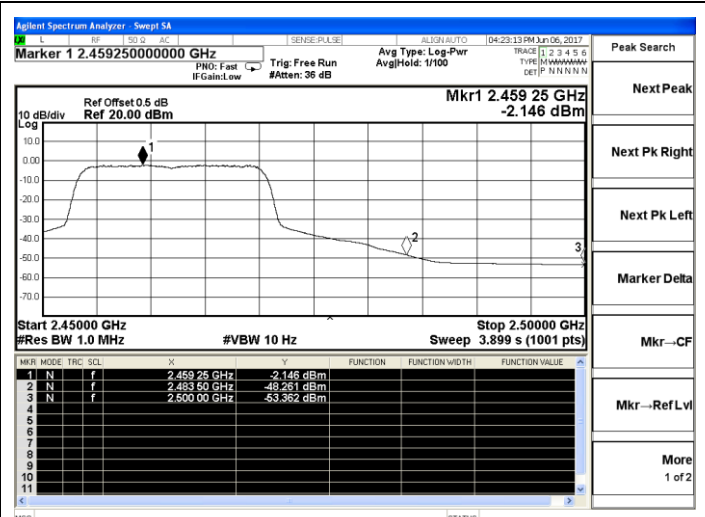 Agilent Spectrum Analyzer - Swept SA
L RF 50 Ω AC SENSE:PULSE ALIGN AUTO 04:23:13 PM Jun 06, 2017
Marker 1 2.459250000000 GHz
PNO: Fast
IFGain:Low
Trig: Free Run
#Atten: 36 dB
Avg Type: Log-Pwr
Avg|Hold: 1/100
TRACE 1 2 3 4 5 6
TYPE M WWWWW
DET P N N N N N
Peak Search
Next Peak
Next Pk Right
Next Pk Left
Marker Delta
Mkr→CF
Mkr→Ref Lvl
More
1 of 2
Mkr1 2.459 25 GHz
-2.146 dBm
Ref Offset 0.5 dB
10 dB/div Ref 20.00 dBm
Log
10.0
0.00
-10.0
-20.0
-30.0
-40.0
-50.0
-60.0
-70.0
1
2
3
Start 2.45000 GHz Stop 2.50000 GHz
#Res BW 1.0 MHz #VBW 10 Hz Sweep 3.899 s (1001 pts)
MKR MODE TRC SCL X Y FUNCTION FUNCTION WIDTH FUNCTION VALUE
1 N f 2.459 25 GHz -2.146 dBm
2 N f 2.483 50 GHz -48.261 dBm
3 N f 2.500 00 GHz -53.362 dBm
4
5
6
7
8
9
10
11